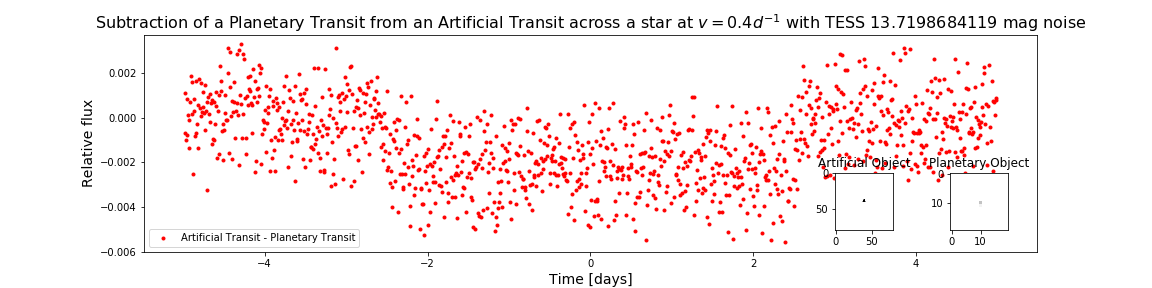 Subtraction of a Planetary Transit from an Artificial Transit across a star at v = 0.4d⁻¹ with TESS 13.7198684119 mag noise
Relative flux
0.002
0.000
−0.002
−0.004
−0.006
Artificial Transit - Planetary Transit
Artificial Object
0
50
0 50
Planetary Object
0
10
0 10
−4 −2 0 2 4
Time [days]